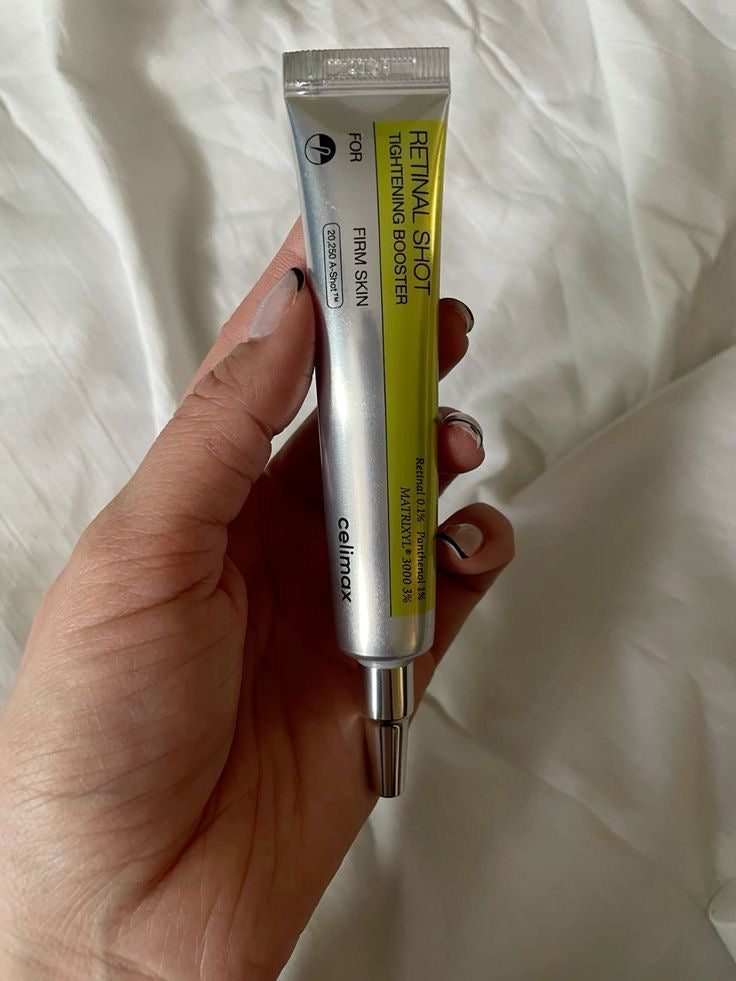 RETINAL SHOT
TIGHTENING BOOSTER
FOR FIRM SKIN
20,250 A-Shot™
Retinal 0.1% Panthenol 1%
MATRIXYL® 3000 3%
celimax